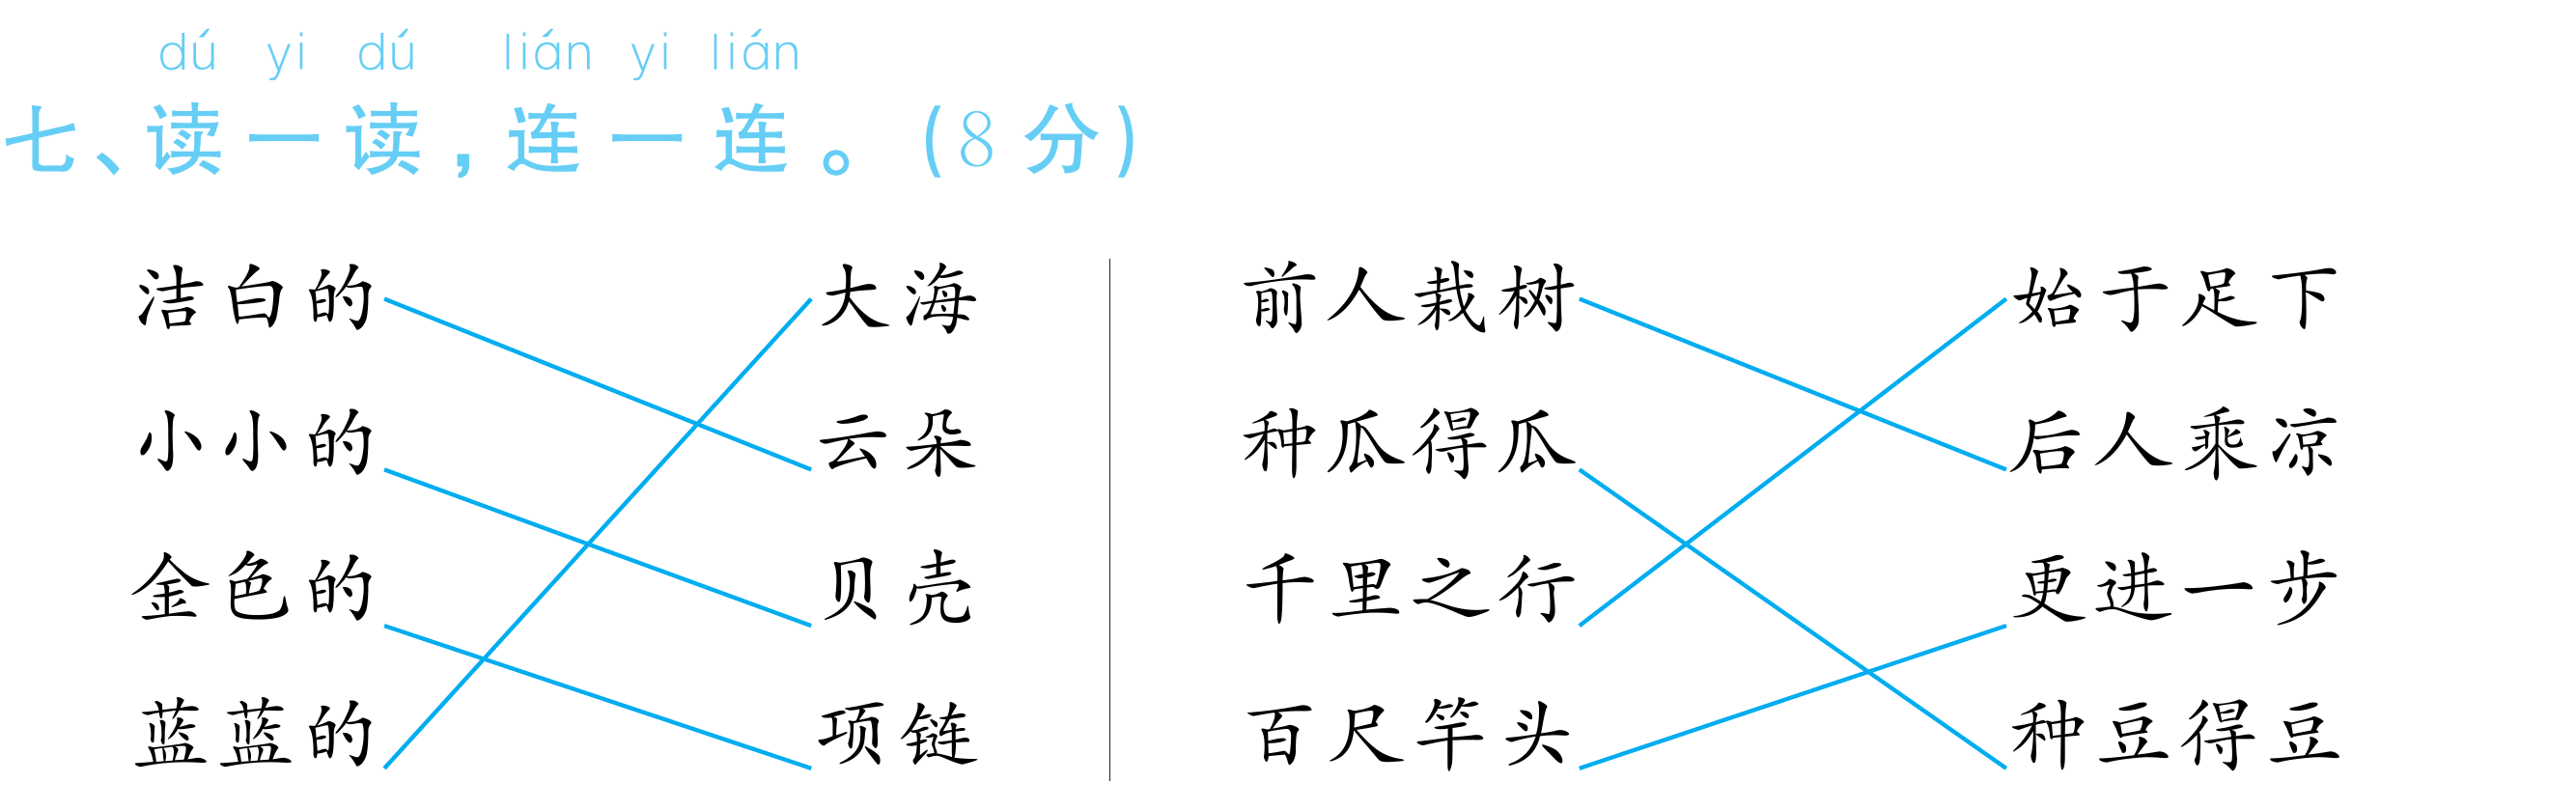 dú yi dú lián yi lián
七、读一读，连一连。(8分)
洁白的 大海 前人栽树 始于足下
小小的 云朵 种瓜得瓜 后人乘凉
金色的 贝壳 千里之行 更进一步
蓝蓝的 项链 百尺竿头 种豆得豆